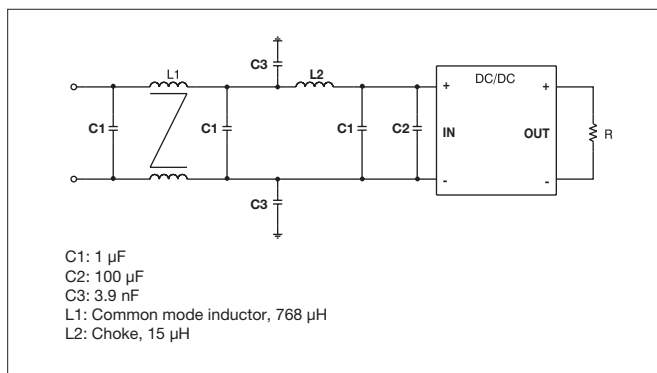 C3
L1
L2
DC/DC
+
+
C1
C1
C1
C2
IN
OUT
R
-
-
C3
C1: 1 µF
C2: 100 µF
C3: 3.9 nF
L1: Common mode inductor, 768 µH
L2: Choke, 15 µH